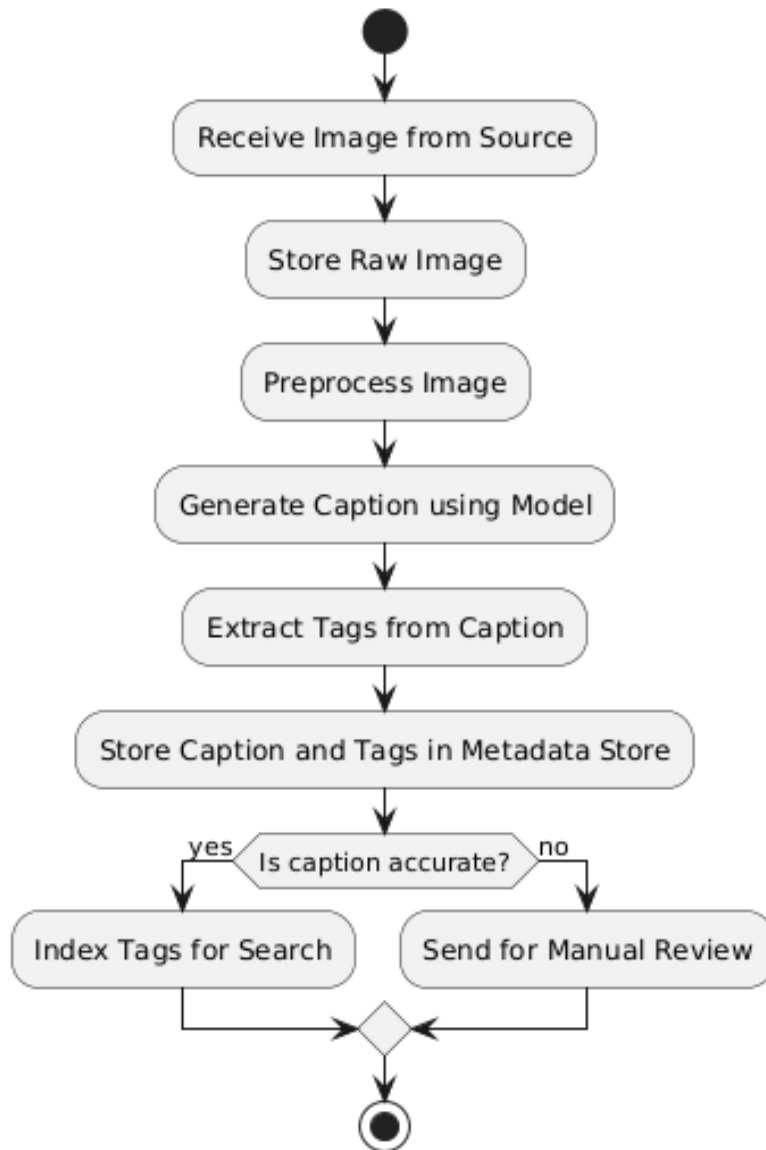 Receive Image from Source
Store Raw Image
Preprocess Image
Generate Caption using Model
Extract Tags from Caption
Store Caption and Tags in Metadata Store
yes
Is caption accurate?
no
Index Tags for Search
Send for Manual Review